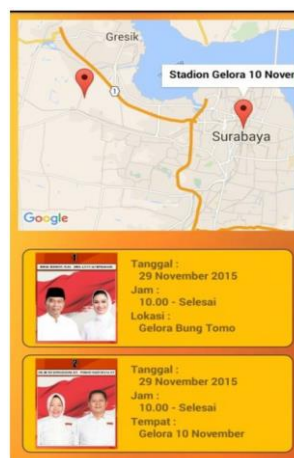 Gresik
Stadion Gelora 10 Nover
1
Surabaya
Google
1
Tanggal :
29 November 2015
Jam :
10.00 - Selesai
Lokasi :
Gelora Bung Tomo
2
Tanggal :
29 November 2015
Jam :
10.00 - Selesai
Tempat :
Gelora 10 November